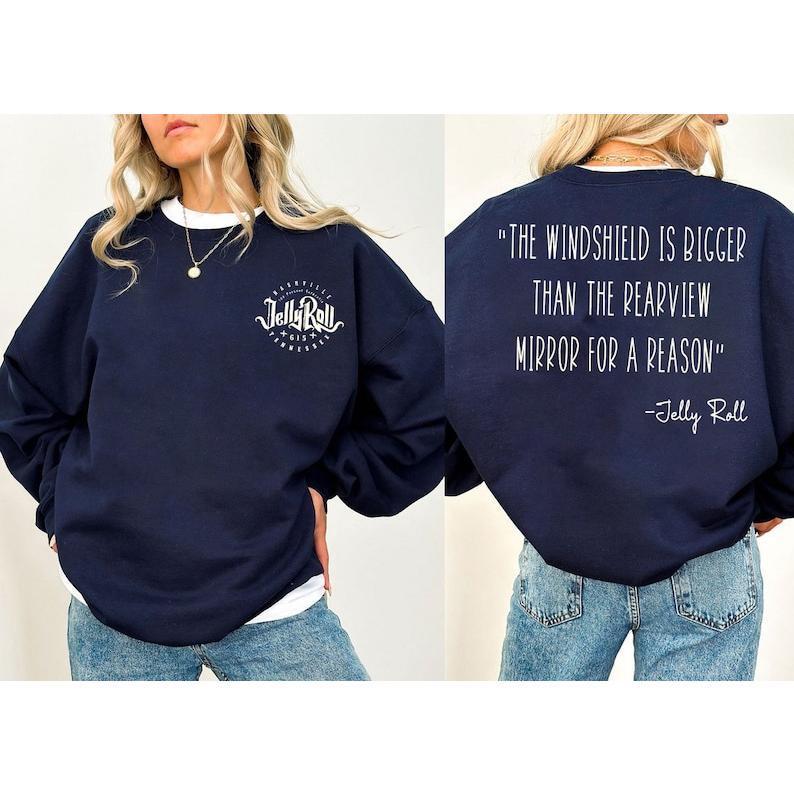 NASHVILLE
Jelly Roll
615
TENNESSEE
"THE WINDSHIELD IS BIGGER
THAN THE REARVIEW
MIRROR FOR A REASON"
-Jelly Roll